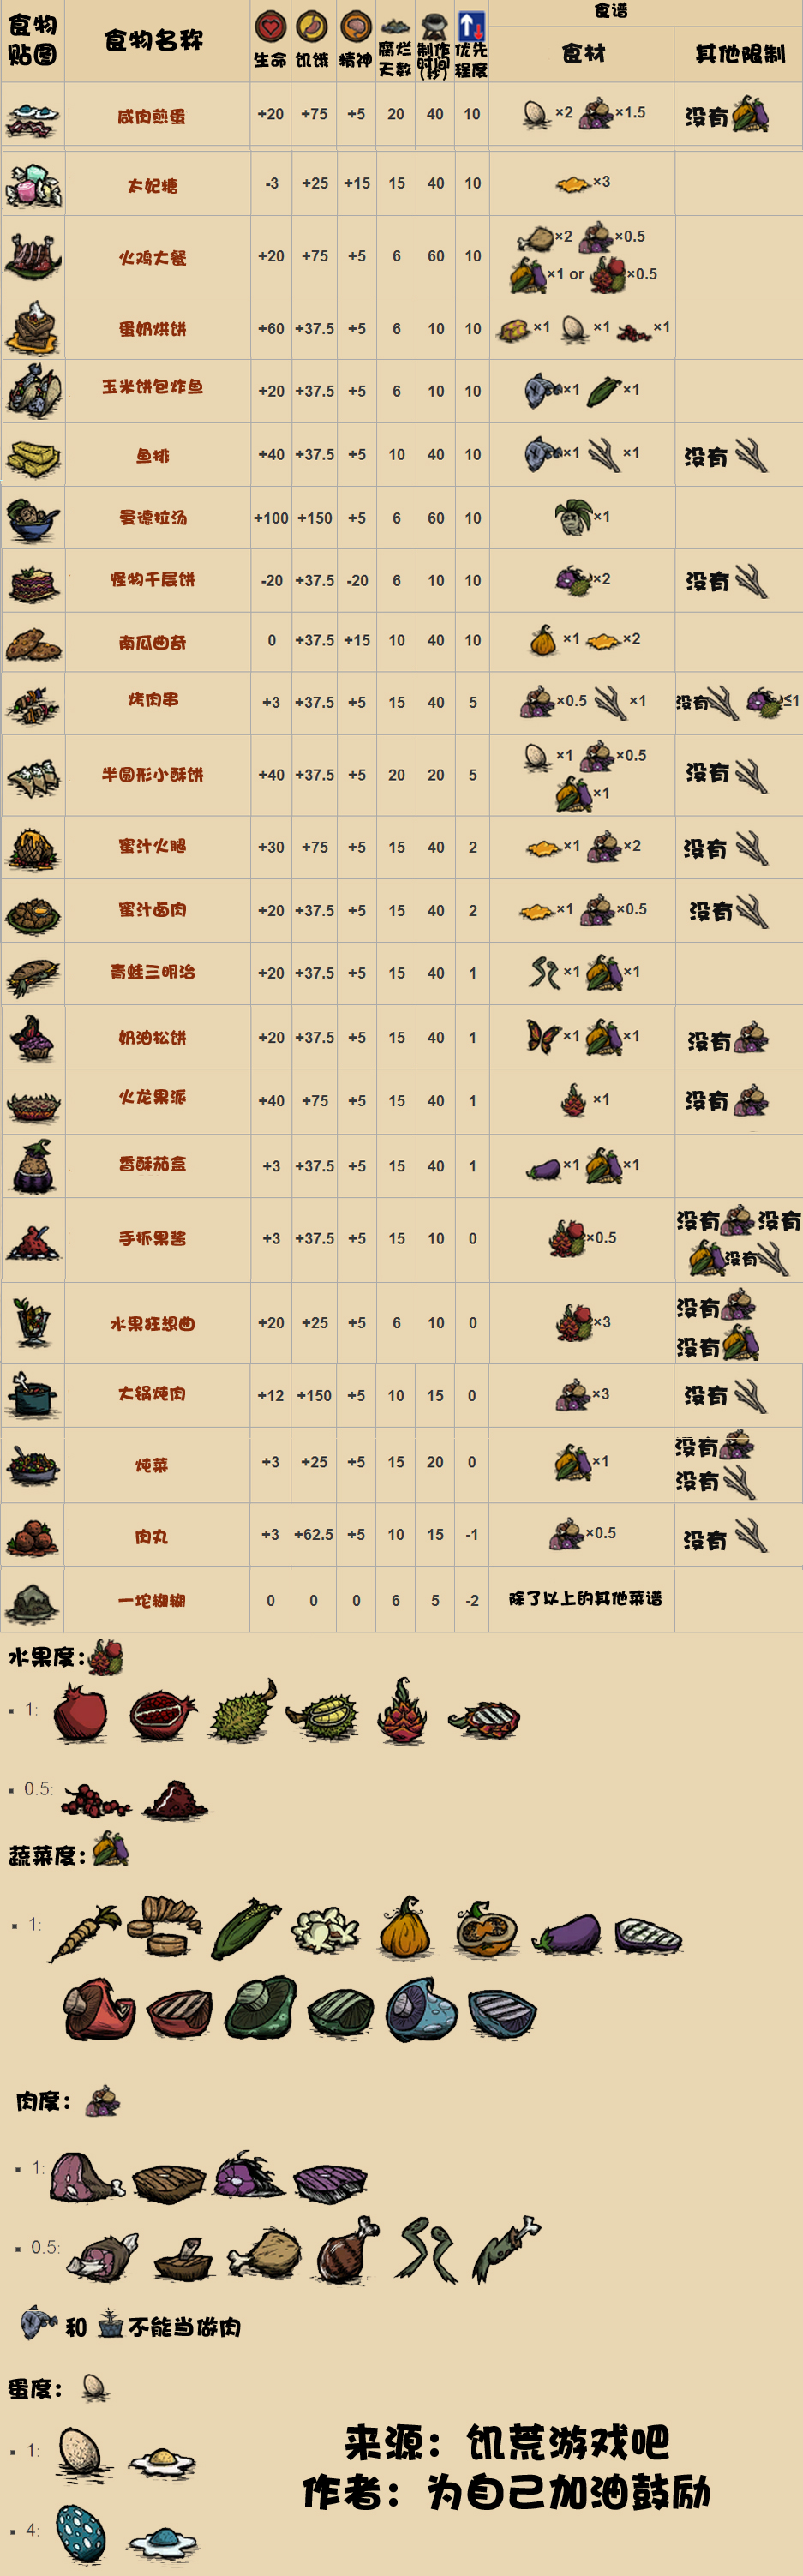 食物贴图 食物名称 生命 饥饿 精神 腐烂天数 制作时间(秒) 优先程度 食谱
食材 其他限制
咸肉煎蛋 +20 +75 +5 20 40 10 ×2 ×1.5 没有
太妃糖 -3 +25 +15 15 40 10 ×3
火鸡大餐 +20 +75 +5 6 60 10 ×2 ×0.5
×1 or ×0.5
蛋奶烘饼 +60 +37.5 +5 6 10 10 ×1 ×1 ×1
玉米饼包炸鱼 +20 +37.5 +5 6 10 10 ×1 ×1
鱼排 +40 +37.5 +5 10 40 10 ×1 ×1 没有
曼德拉汤 +100 +150 +5 6 60 10 ×1
怪物千层饼 -20 +37.5 -20 6 10 10 ×2 没有
南瓜曲奇 0 +37.5 +15 10 40 10 ×1 ×2
烤肉串 +3 +37.5 +5 15 40 5 ×0.5 ×1 没有 ≤1
半圆形小酥饼 +40 +37.5 +5 20 20 5 ×1 ×0.5 没有
×1
蜜汁火腿 +30 +75 +5 15 40 2 ×1 ×2 没有
蜜汁卤肉 +20 +37.5 +5 15 40 2 ×1 ×0.5 没有
青蛙三明治 +20 +37.5 +5 15 40 1 ×1 ×1
奶油松饼 +20 +37.5 +5 15 40 1 ×1 ×1 没有
火龙果派 +40 +75 +5 15 40 1 ×1 没有
香酥茄盒 +3 +37.5 +5 15 40 1 ×1 ×1
手抓果酱 +3 +37.5 +5 15 10 0 ×0.5 没有 没有
没有
水果狂想曲 +20 +25 +5 6 10 0 ×3 没有
没有
大锅炖肉 +12 +150 +5 10 15 0 ×3 没有
炖菜 +3 +25 +5 15 20 0 ×1 没有
没有
肉丸 +3 +62.5 +5 10 15 -1 ×0.5 没有
一坨糊糊 0 0 0 6 5 -2 除了以上的其他菜谱
水果度:
1:
0.5:
蔬菜度:
1:
肉度:
1:
0.5:
和 不能当做肉
蛋度:
1:
4:
来源: 饥荒游戏吧
作者: 为自己加油鼓励